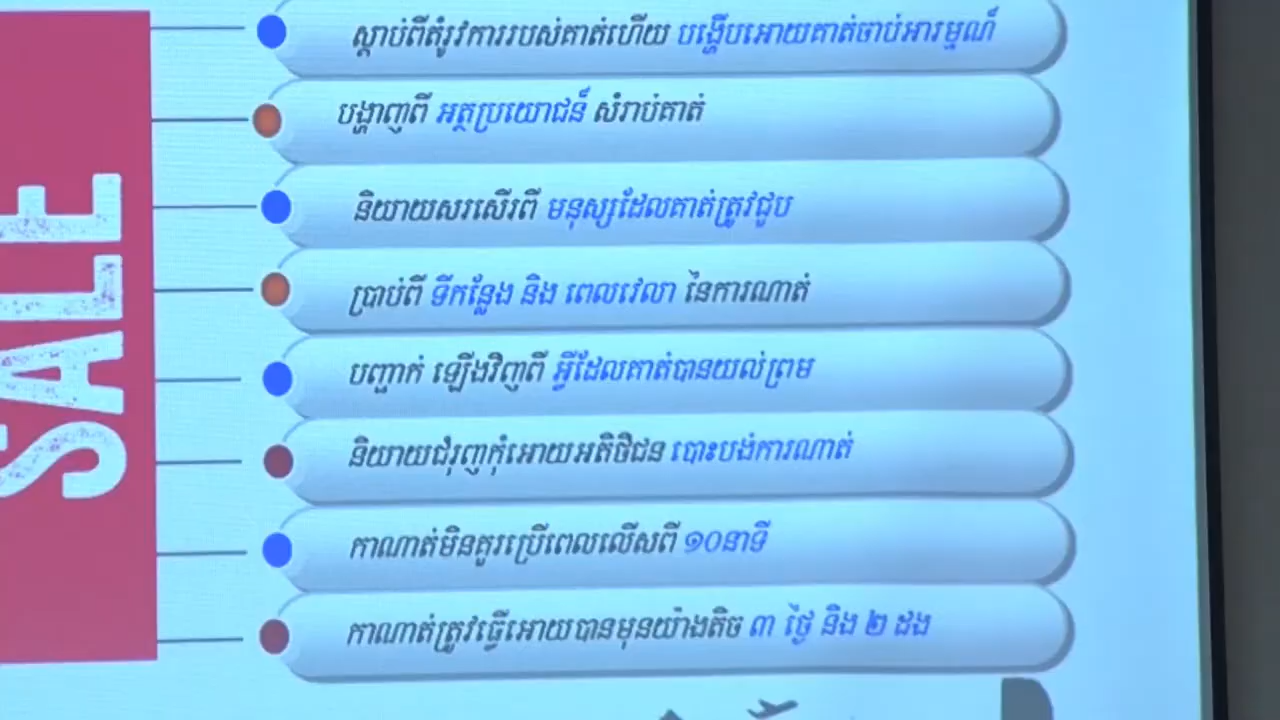 SALE
ស្តាប់ពីតំរូវការរបស់គាត់ហើយ បង្ហើបអោយគាត់ចាប់អារម្មណ៍
បង្ហាញពី អត្ថប្រយោជន៍ សំរាប់គាត់
និយាយសរសើរពី មនុស្សដែលគាត់ត្រូវជួប
ប្រាប់ពី ទីកន្លែង និង ពេលវេលា នៃការណាត់
បញ្ជាក់ ឡើងវិញពី អ្វីដែលគាត់បានយល់ព្រម
និយាយជំរុញកុំអោយអតិថិជន បោះបង់ការណាត់
កាណាត់មិនគួរប្រើពេលលើសពី ១០នាទី
កាណាត់ត្រូវធ្វើអោយបានមុនយ៉ាងតិច ៣ ថ្ងៃ និង ២ ដង